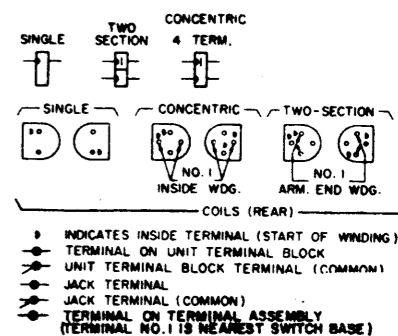 SINGLE
TWO
SECTION
CONCENTRIC
4 TERM.
SINGLE
CONCENTRIC
TWO-SECTION
NO. 1
INSIDE WDG.
NO. 1
ARM. END WDG.
COILS (REAR)
INDICATES INSIDE TERMINAL (START OF WINDING)
TERMINAL ON UNIT TERMINAL BLOCK
UNIT TERMINAL BLOCK TERMINAL (COMMON)
JACK TERMINAL
JACK TERMINAL (COMMON)
TERMINAL ON TERMINAL ASSEMBLY
(TERMINAL NO. 1 IS NEAREST SWITCH BASE)